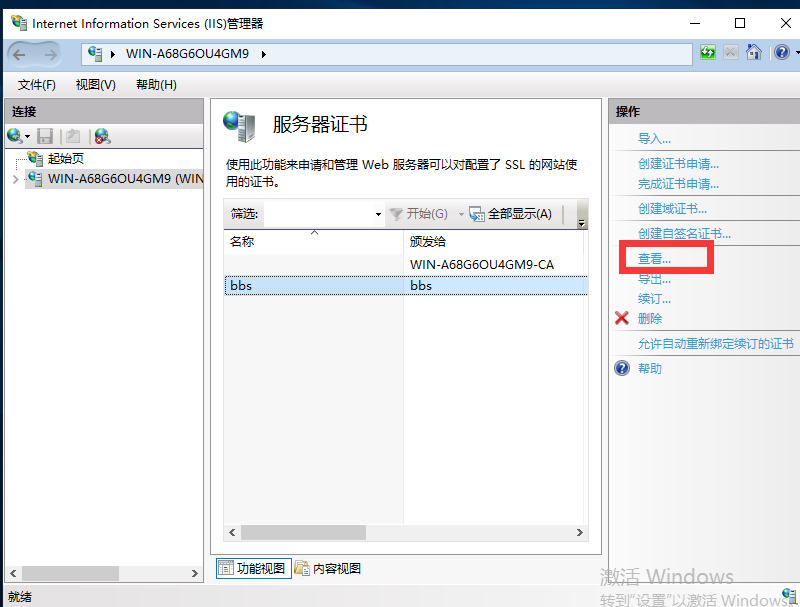 Internet Information Services (IIS)管理器
WIN-A68G6OU4GM9
文件(F) 视图(V) 帮助(H)
连接
起始页
WIN-A68G6OU4GM9 (WIN
服务器证书
使用此功能来申请和管理 Web 服务器可以对配置了 SSL 的网站使
用的证书。
筛选: 开始(G) 全部显示(A)
名称 颁发给
WIN-A68G6OU4GM9-CA
bbs bbs
功能视图 内容视图
操作
导入...
创建证书申请...
完成证书申请...
创建域证书...
创建自签名证书...
查看...
导出...
续订...
删除
允许自动重新绑定续订的证书
帮助
激活 Windows
转到"设置"以激活 Windows
就绪